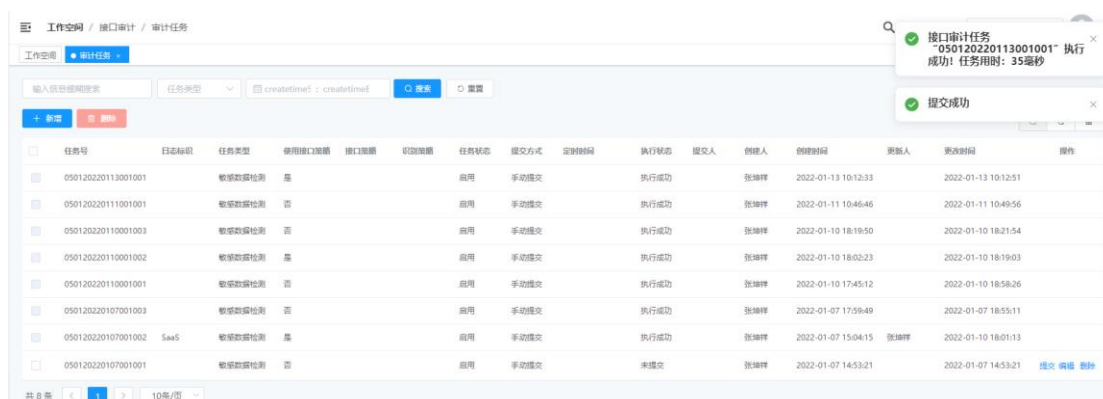 工作空间 / 接口审计 / 审计任务
接口审计任务
“050120220113001001”执行
成功！任务用时：35毫秒
工作空间 审计任务 ×
输入信息模糊搜索 任务类型 createtimeS : createtimeE 搜索 重置
提交成功
+ 新增 删除
任务号 日志标识 任务类型 使用接口策略 接口策略 识别策略 任务状态 提交方式 定时时间 执行状态 提交人 创建人 创建时间 更新人 更改时间 操作
050120220113001001 敏感数据检测 是 启用 手动提交 执行成功 张坤祥 2022-01-13 10:12:33 2022-01-13 10:12:51
050120220111001001 敏感数据检测 否 启用 手动提交 执行成功 张坤祥 2022-01-11 10:46:46 2022-01-11 10:49:56
050120220110001003 敏感数据检测 否 启用 手动提交 执行成功 张坤祥 2022-01-10 18:19:50 2022-01-10 18:21:54
050120220110001002 敏感数据检测 是 启用 手动提交 执行成功 张坤祥 2022-01-10 18:02:23 2022-01-10 18:19:03
050120220110001001 敏感数据检测 否 启用 手动提交 执行成功 张坤祥 2022-01-10 17:45:12 2022-01-10 18:58:26
050120220107001003 敏感数据检测 否 启用 手动提交 执行成功 张坤祥 2022-01-07 17:59:49 2022-01-07 18:55:11
050120220107001002 SaaS 敏感数据检测 是 启用 手动提交 执行成功 张坤祥 2022-01-07 15:04:15 张坤祥 2022-01-10 18:01:13
050120220107001001 敏感数据检测 否 启用 手动提交 未提交 张坤祥 2022-01-07 14:53:21 2022-01-07 14:53:21 提交 编辑 删除
共 8 条 < 1 > 10条/页